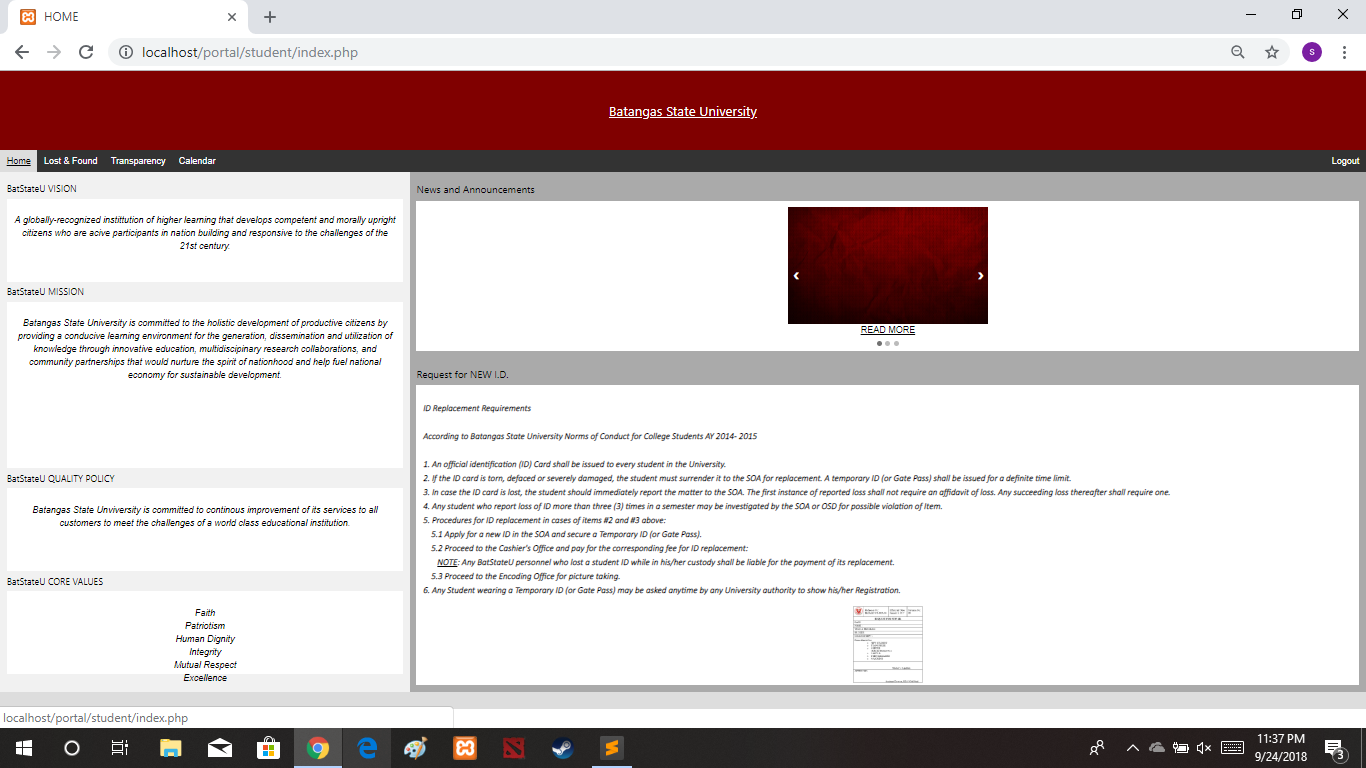 HOME
localhost/portal/student/index.php
s
Batangas State University
Home Lost & Found Transparency Calendar Logout
BatStateU VISION
A globally-recognized instittution of higher learning that develops competent and morally upright
citizens who are acive participants in nation building and responsive to the challenges of the
21st century.
BatStateU MISSION
Batangas State University is committed to the holistic development of productive citizens by
providing a conducive learning environment for the generation, dissemination and utilization of
knowledge through innovative education, multidiscipinary research collaborations, and
community partnerships that would nurture the spirit of nationhood and help fuel national
economy for sustainable development.
BatStateU QUALITY POLICY
Batangas State Unversity is committed to continous improvement of its services to all
customers to meet the challenges of a world class educational institution.
BatStateU CORE VALUES
Faith
Patriotism
Human Dignity
Integrity
Mutual Respect
Excellence
News and Announcements
READ MORE
Request for NEW I.D.
ID Replacement Requirements
According to Batangas State University Norms of Conduct for College Students AY 2014- 2015
1. An official identification (ID) Card shall be issued to every student in the University.
2. If the ID card is torn, defaced or severely damaged, the student must surrender it to the SOA for replacement. A temporary ID (or Gate Pass) shall be issued for a definite time limit.
3. In case the ID card is lost, the student should immediately report the matter to the SOA. The first instance of reported loss shall not require an affidavit of loss. Any succeeding loss thereafter shall require one.
4. Any student who report loss of ID more than three (3) times in a semester may be investigated by the SOA or OSD for possible violation of Item.
5. Procedures for ID replacement in cases of items #2 and #3 above:
5.1 Apply for a new ID in the SOA and secure a Temporary ID (or Gate Pass).
5.2 Proceed to the Cashier's Office and pay for the corresponding fee for ID replacement:
NOTE: Any BatStateU personnel who lost a student ID while in his/her custody shall be liable for the payment of its replacement.
5.3 Proceed to the Encoding Office for picture taking.
6. Any Student wearing a Temporary ID (or Gate Pass) may be asked anytime by any University authority to show his/her Registration.
localhost/portal/student/index.php
11:37 PM
9/24/2018
3